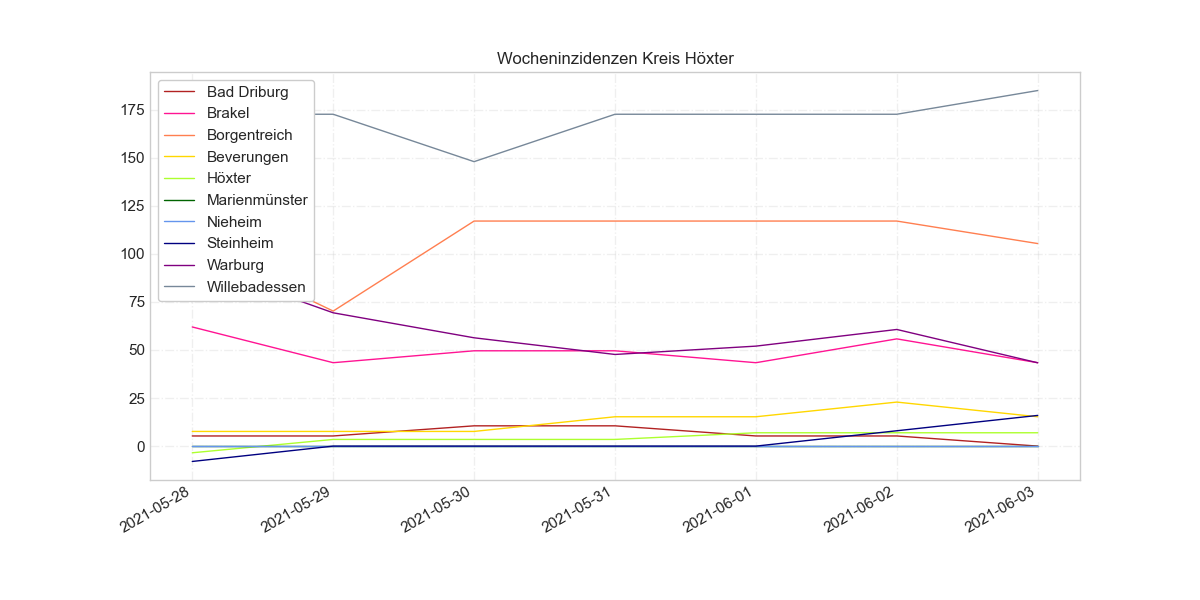 Wocheninzidenzen Kreis Höxter
Bad Driburg
Brakel
Borgentreich
Beverungen
Höxter
Marienmünster
Nieheim
Steinheim
Warburg
Willebadessen
175
150
125
100
75
50
25
0
2021-05-28
2021-05-29
2021-05-30
2021-05-31
2021-06-01
2021-06-02
2021-06-03